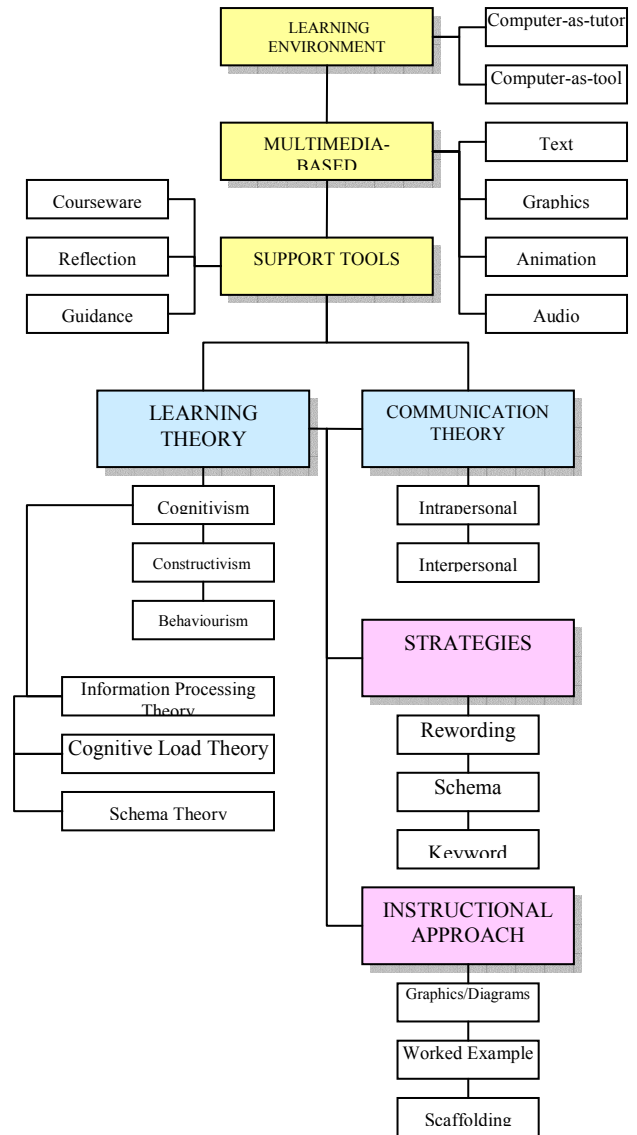 LEARNING
ENVIRONMENT
Computer-as-tutor
Computer-as-tool
MULTIMEDIA-
BASED
Text
Graphics
Animation
Audio
Courseware
Reflection
Guidance
SUPPORT TOOLS
LEARNING
THEORY
COMMUNICATION
THEORY
Cognitivism
Constructivism
Behaviourism
Intrapersonal
Interpersonal
Information Processing
Theory
Cognitive Load Theory
Schema Theory
STRATEGIES
Rewording
Schema
Keyword
INSTRUCTIONAL
APPROACH
Graphics/Diagrams
Worked Example
Scaffolding